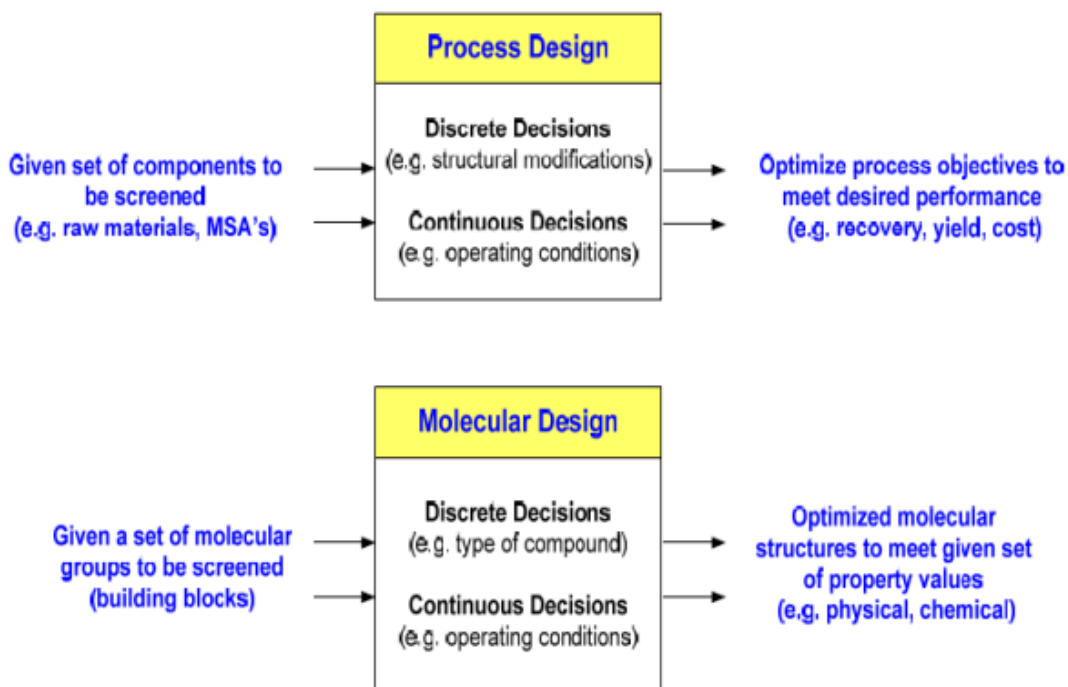 Process Design
Discrete Decisions
(e.g. structural modifications)
Continuous Decisions
(e.g. operating conditions)
Given set of components to
be screened
(e.g. raw materials, MSA's)
Optimize process objectives to
meet desired performance
(e.g. recovery, yield, cost)
Molecular Design
Discrete Decisions
(e.g. type of compound)
Continuous Decisions
(e.g. operating conditions)
Given a set of molecular
groups to be screened
(building blocks)
Optimized molecular
structures to meet given set
of property values
(e.g. physical, chemical)